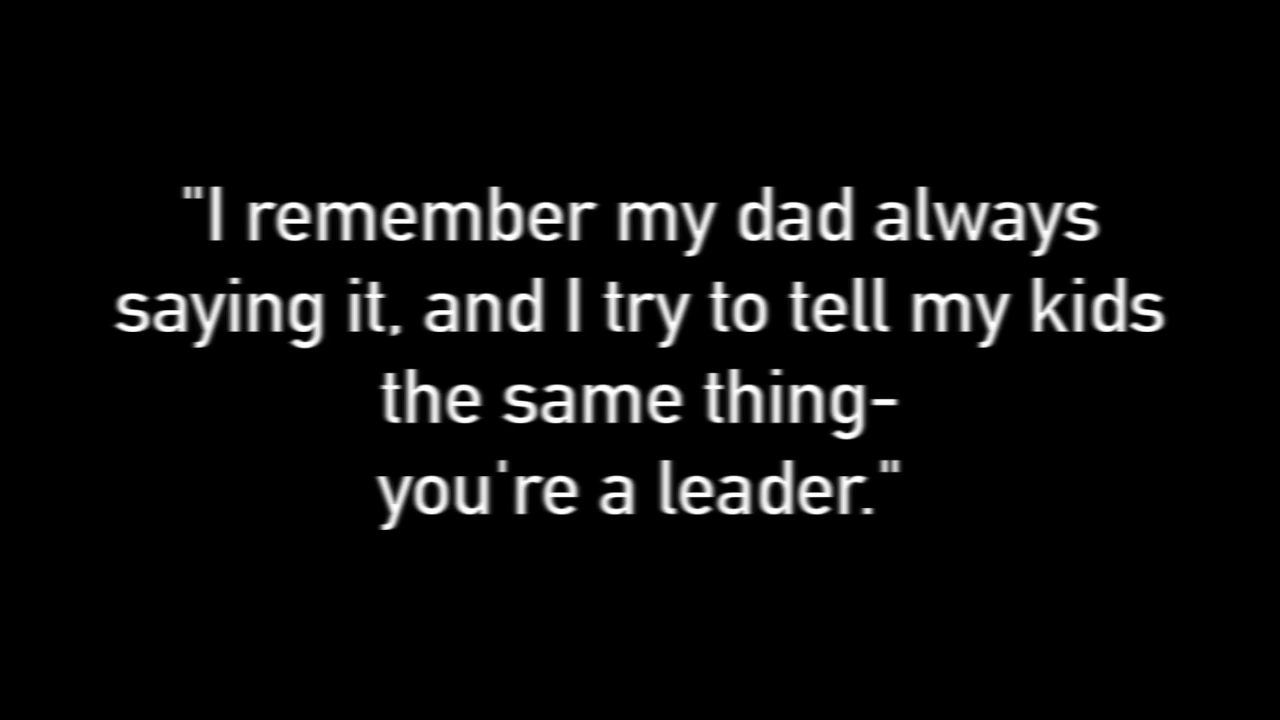 "I remember my dad always
saying it, and I try to tell my kids
the same thing-
you're a leader."